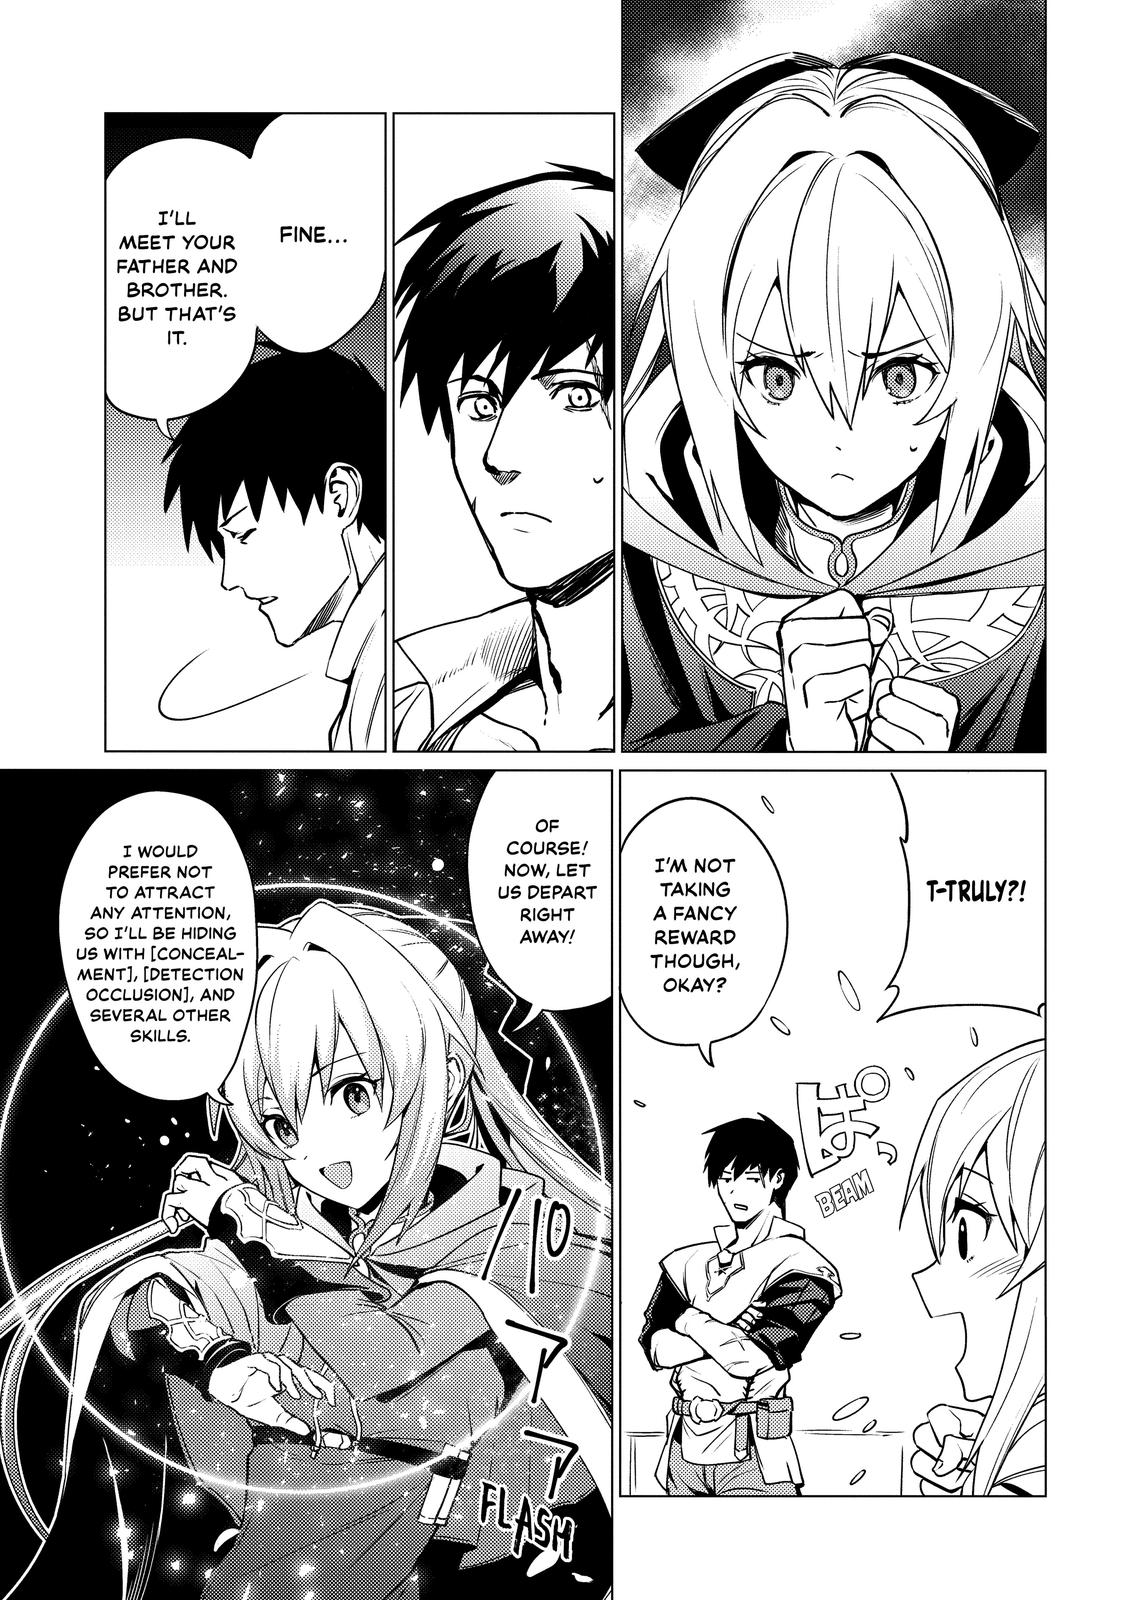 FINE...
I'LL
MEET YOUR
FATHER AND
BROTHER.
BUT THAT'S
IT.
T-TRULY?!
I'M NOT
TAKING
A FANCY
REWARD
THOUGH,
OKAY?
ぱぁ
BEAM
OF
COURSE!
NOW, LET
US DEPART
RIGHT
AWAY!
I WOULD
PREFER NOT
TO ATTRACT
ANY ATTENTION,
SO I'LL BE HIDING
US WITH [CONCEAL-
MENT], [DETECTION
OCCLUSION], AND
SEVERAL OTHER
SKILLS.
パアア
FLASH